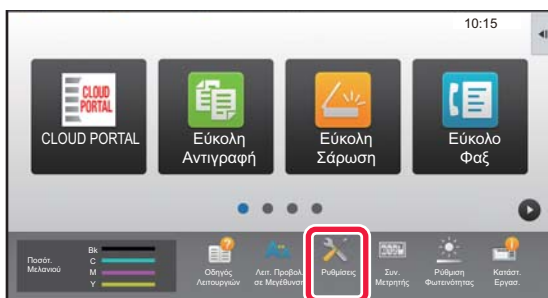 10:15
CLOUD
PORTAL
CLOUD PORTAL
Εύκολη
Αντιγραφή
Εύκολη
Σάρωση
Εύκολο
Φαξ
Ποσότ.
Μελανιού
Bk
C
M
Y
Οδηγός
Λειτουργιών
Λειτ. Προβολ.
σε Μεγέθυνση
Ρυθμίσεις
Συν.
Μετρητής
Ρύθμιση
Φωτεινότητας
Κατάστ.
Εργασ.